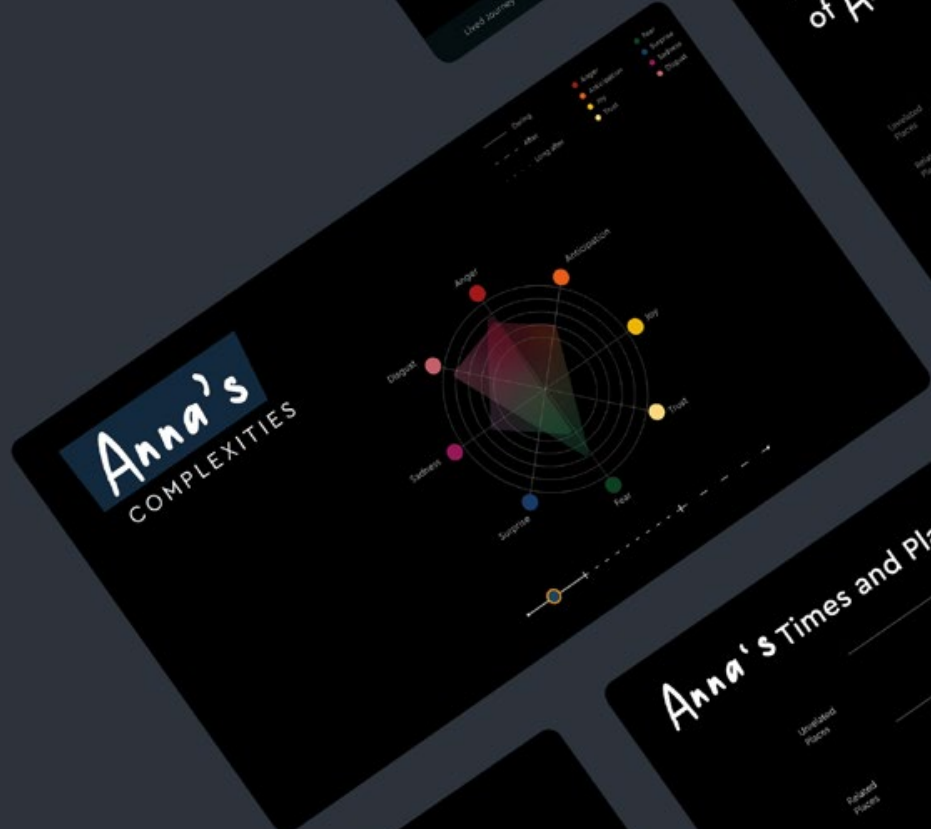 Lived Journey
of A
Unrelated
Places
During
After
Long after
Anger
Anticipation
Joy
Trust
Fear
Surprise
Sadness
Disgust
Anna's
COMPLEXITIES
Anger
Anticipation
Joy
Trust
Fear
Surprise
Sadness
Disgust
Anna's Times and Pla
Unrelated
Places
Related
Places